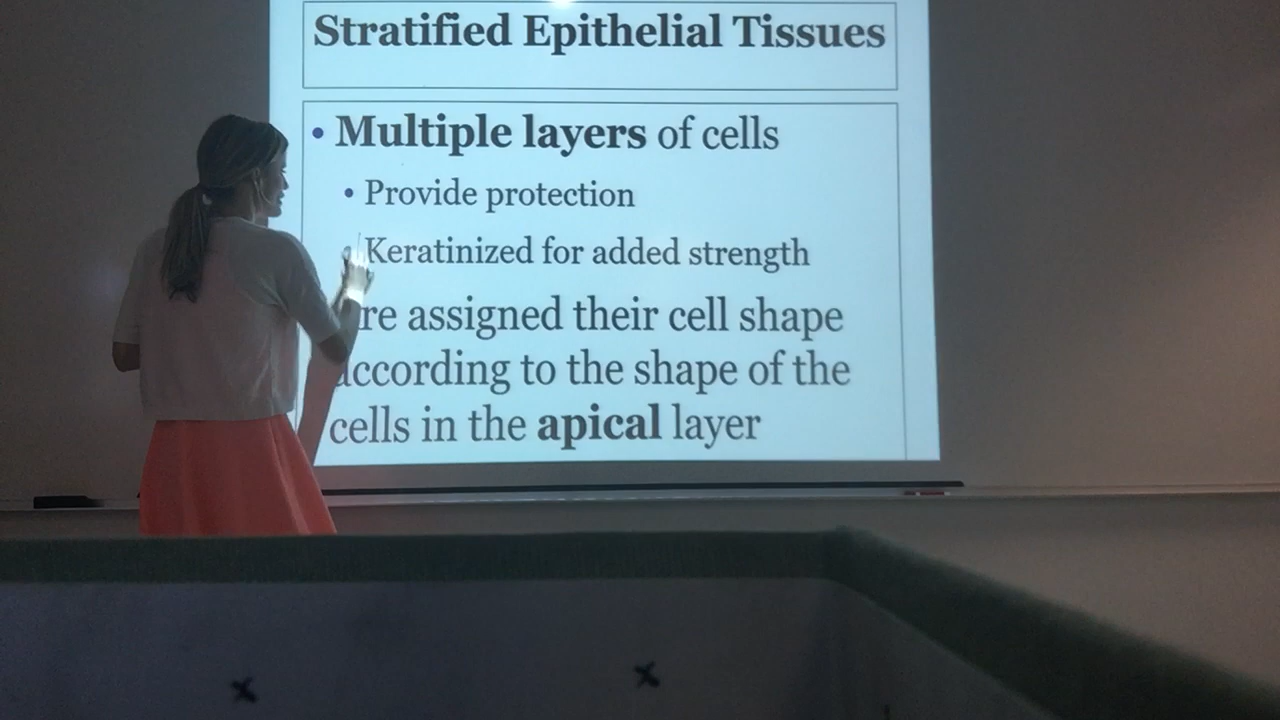 Stratified Epithelial Tissues
• Multiple layers of cells
• Provide protection
Keratinized for added strength
re assigned their cell shape
according to the shape of the
cells in the apical layer